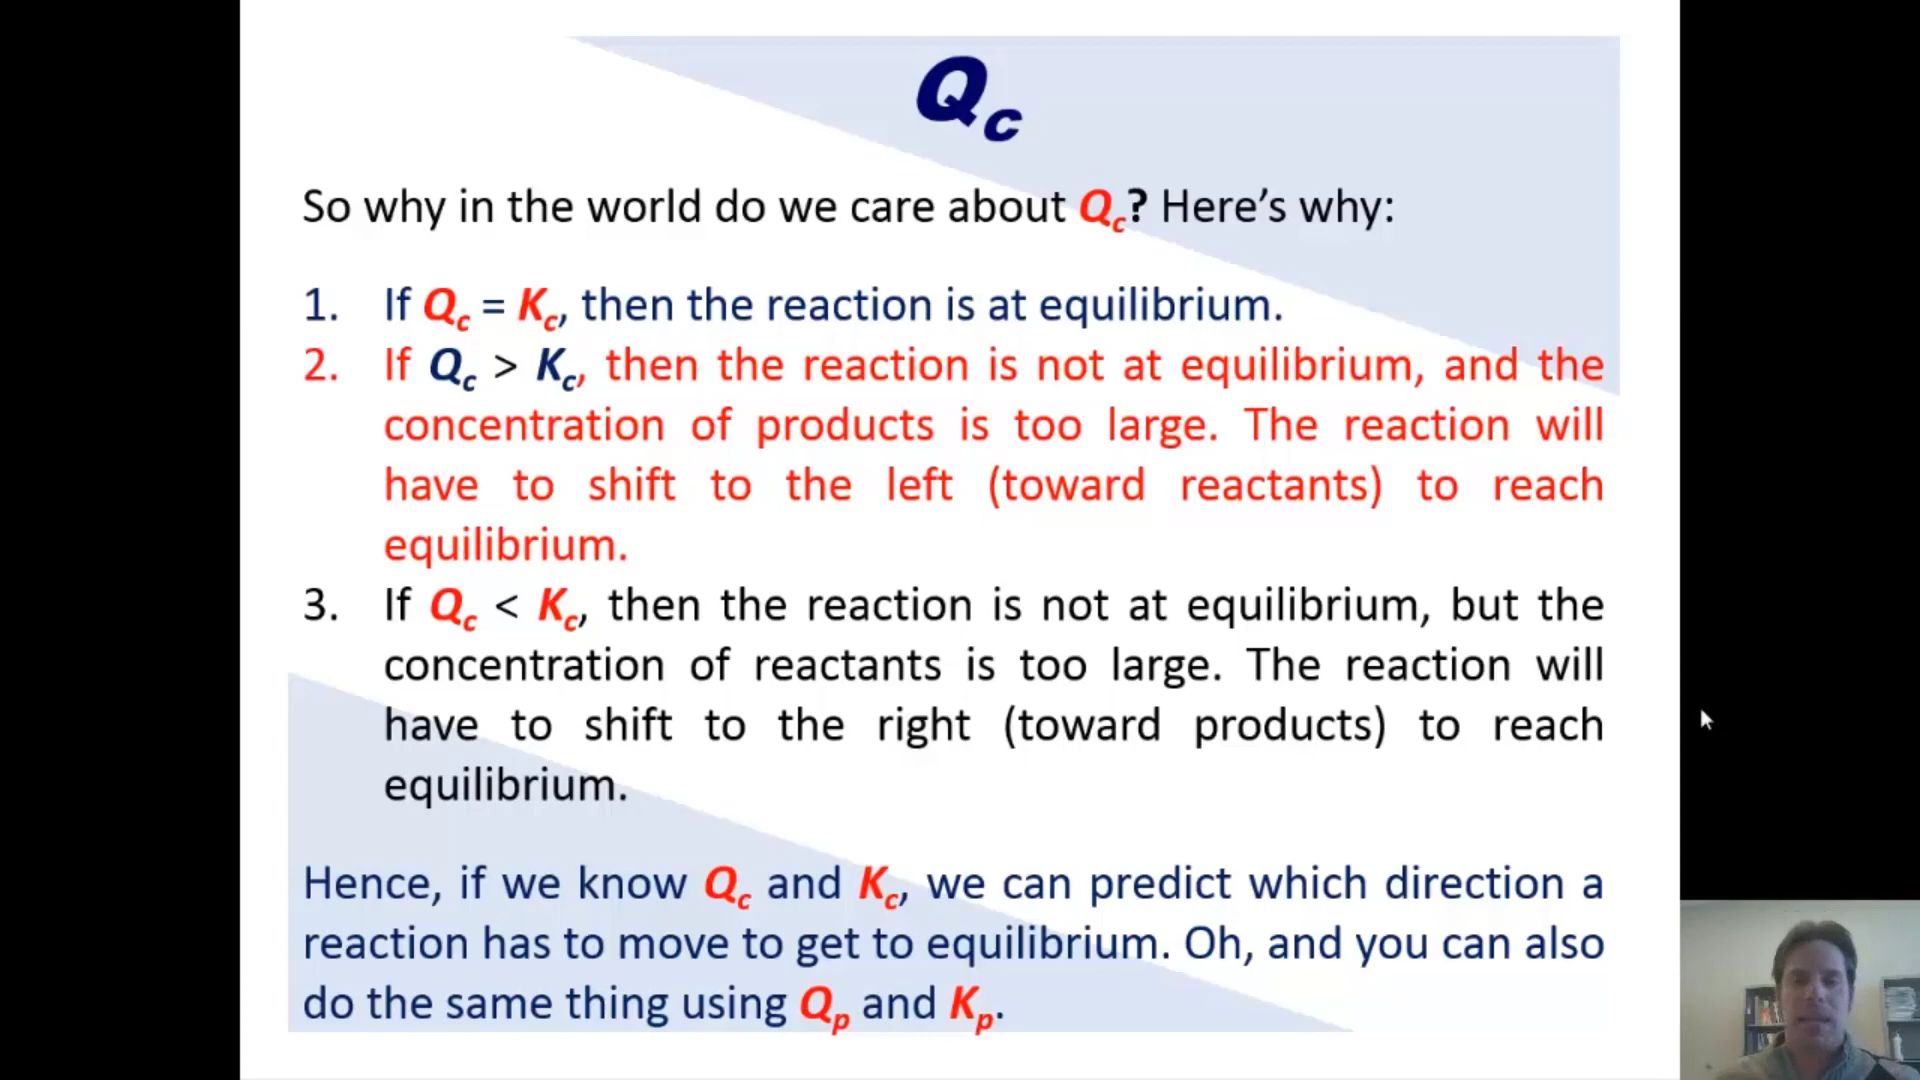 Qc
So why in the world do we care about Qc? Here’s why:
1. If Qc = Kc, then the reaction is at equilibrium.
2. If Qc > Kc, then the reaction is not at equilibrium, and the
concentration of products is too large. The reaction will
have to shift to the left (toward reactants) to reach
equilibrium.
3. If Qc < Kc, then the reaction is not at equilibrium, but the
concentration of reactants is too large. The reaction will
have to shift to the right (toward products) to reach
equilibrium.
Hence, if we know Qc and Kc, we can predict which direction a
reaction has to move to get to equilibrium. Oh, and you can also
do the same thing using Qp and Kp.